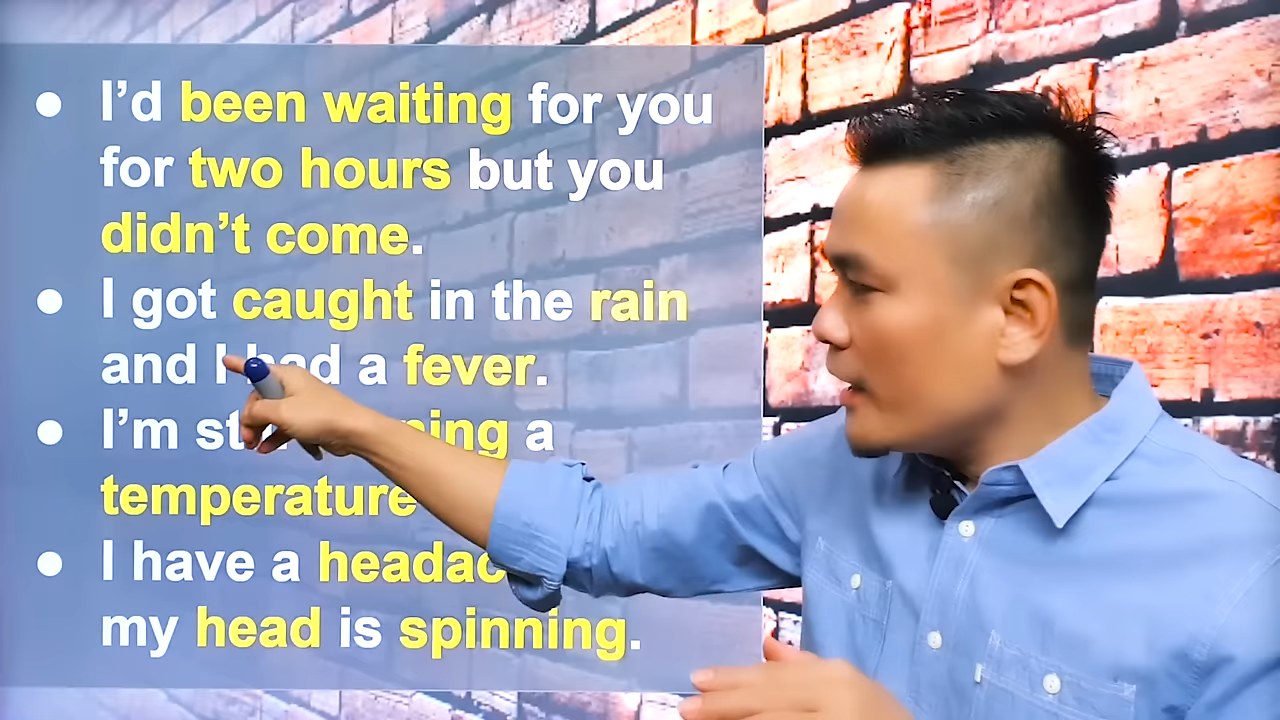 • I’d been waiting for you
for two hours but you
didn’t come.
• I got caught in the rain
and I had a fever.
• I’m a
temperature
• I have a
my head is spinning.